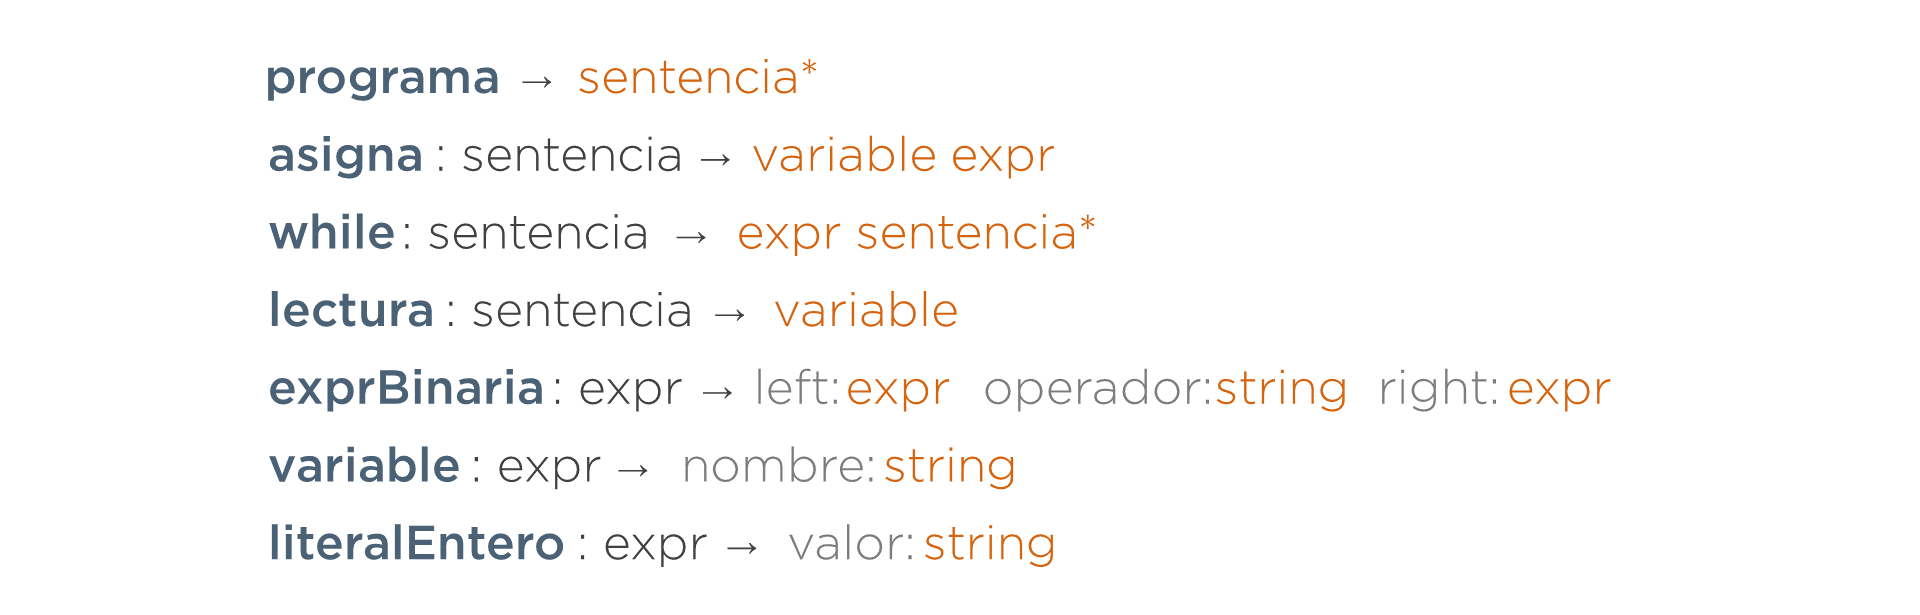 programa → sentencia*
asigna : sentencia → variable expr
while : sentencia → expr sentencia*
lectura : sentencia → variable
exprBinaria : expr → left:expr operador:string right:expr
variable : expr → nombre:string
literalEntero : expr → valor:string